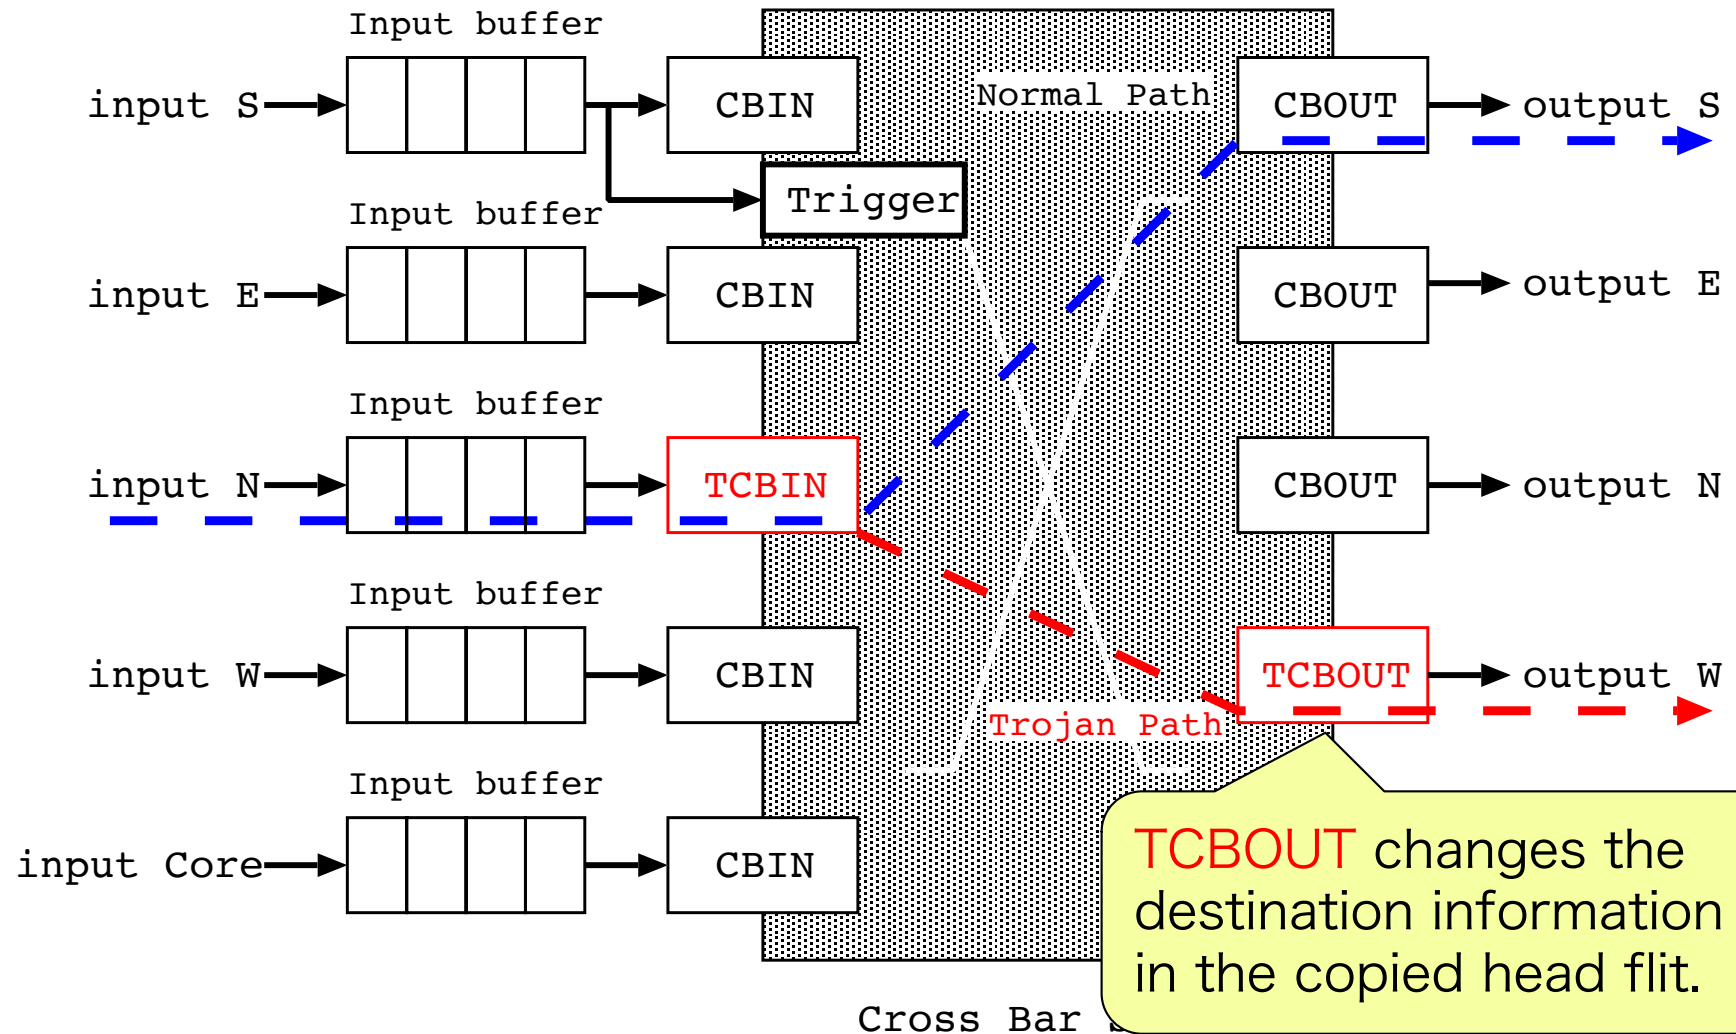 Input buffer
input S
CBIN
Normal Path
CBOUT
output S
Trigger
Input buffer
input E
CBIN
CBOUT
output E
Input buffer
input N
TCBIN
CBOUT
output N
Input buffer
input W
CBIN
TCBOUT
output W
Trojan Path
Input buffer
input Core
CBIN
TCBOUT changes the
destination information
in the copied head flit.
Cross Bar